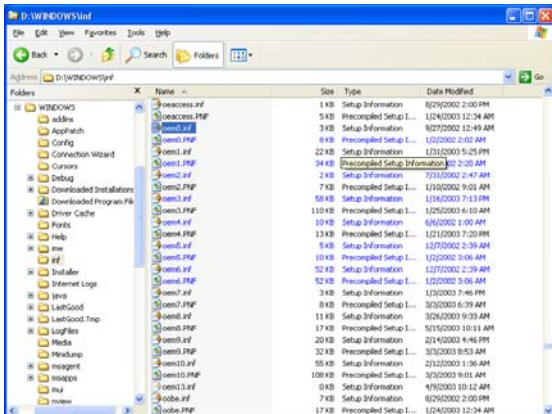 D:\WINDOWS\inf
File Edit View Favorites Tools Help
Back Search Folders
Address D:\WINDOWS\inf Go
Folders
WINDOWS
addins
AppPatch
Config
Connection Wizard
Cursors
Debug
Downloaded Installations
Downloaded Program File
Driver Cache
Fonts
Help
ime
inf
Installer
Internet Logs
java
LastGood
LastGood.Tmp
LogFiles
Media
Minidump
msagent
msapps
mui
nview
Name Size Type Date Modified
oeaccess.inf 1 KB Setup Information 8/29/2002 2:00 PM
oeaccess.PNF 5 KB Precompiled Setup I... 1/24/2003 12:34 AM
oem0.inf 3 KB Setup Information 9/27/2002 12:49 AM
oem0.PNF 8 KB Precompiled Setup I... 1/2/2002 2:02 AM
oem1.inf 22 KB Setup Information 1/31/2003 5:25 PM
oem1.PNF 34 KB Precompiled Setup Information 02 2:20 AM
oem2.inf 2 KB Setup Information 7/31/2002 2:47 AM
oem2.PNF 7 KB Precompiled Setup I... 1/10/2002 9:01 AM
oem3.inf 58 KB Setup Information 1/16/2003 7:13 PM
oem3.PNF 110 KB Precompiled Setup I... 1/25/2003 6:10 AM
oem4.inf 10 KB Setup Information 6/6/2002 1:00 AM
oem4.PNF 13 KB Precompiled Setup I... 1/21/2003 7:20 PM
oem5.inf 5 KB Setup Information 12/7/2002 2:39 AM
oem5.PNF 10 KB Precompiled Setup I... 1/2/2002 3:06 AM
oem6.inf 52 KB Setup Information 12/7/2002 2:39 AM
oem6.PNF 52 KB Precompiled Setup I... 1/2/2002 3:06 AM
oem7.inf 3 KB Setup Information 1/3/2003 7:46 PM
oem7.PNF 8 KB Precompiled Setup I... 3/3/2003 6:39 AM
oem8.inf 11 KB Setup Information 3/26/2003 9:33 AM
oem8.PNF 17 KB Precompiled Setup I... 5/15/2003 10:11 AM
oem9.inf 20 KB Setup Information 2/14/2003 4:46 PM
oem9.PNF 32 KB Precompiled Setup I... 3/3/2003 8:53 AM
oem10.inf 55 KB Setup Information 2/12/2003 1:36 AM
oem10.PNF 108 KB Precompiled Setup I... 3/3/2003 9:01 AM
oem13.inf 0 KB Setup Information 4/9/2003 10:12 AM
oobe.inf 7 KB Setup Information 8/29/2002 2:00 PM
oobe.PNF 17 KB Precompiled Setup I... 1/24/2003 12:34 AM